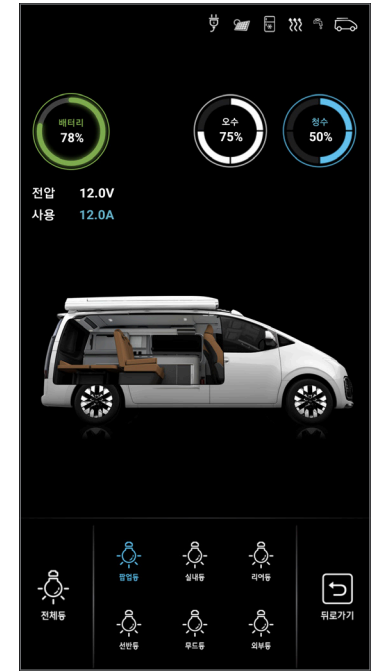 배터리
78%
오수
75%
청수
50%
전압 12.0V
사용 12.0A
전체등
팝업등
실내등
리어등
선반등
무드등
외부등
뒤로가기